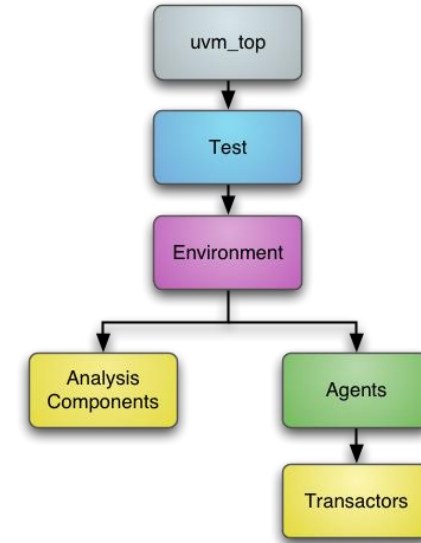 uvm_top
Test
Environment
Analysis
Components
Agents
Transactors